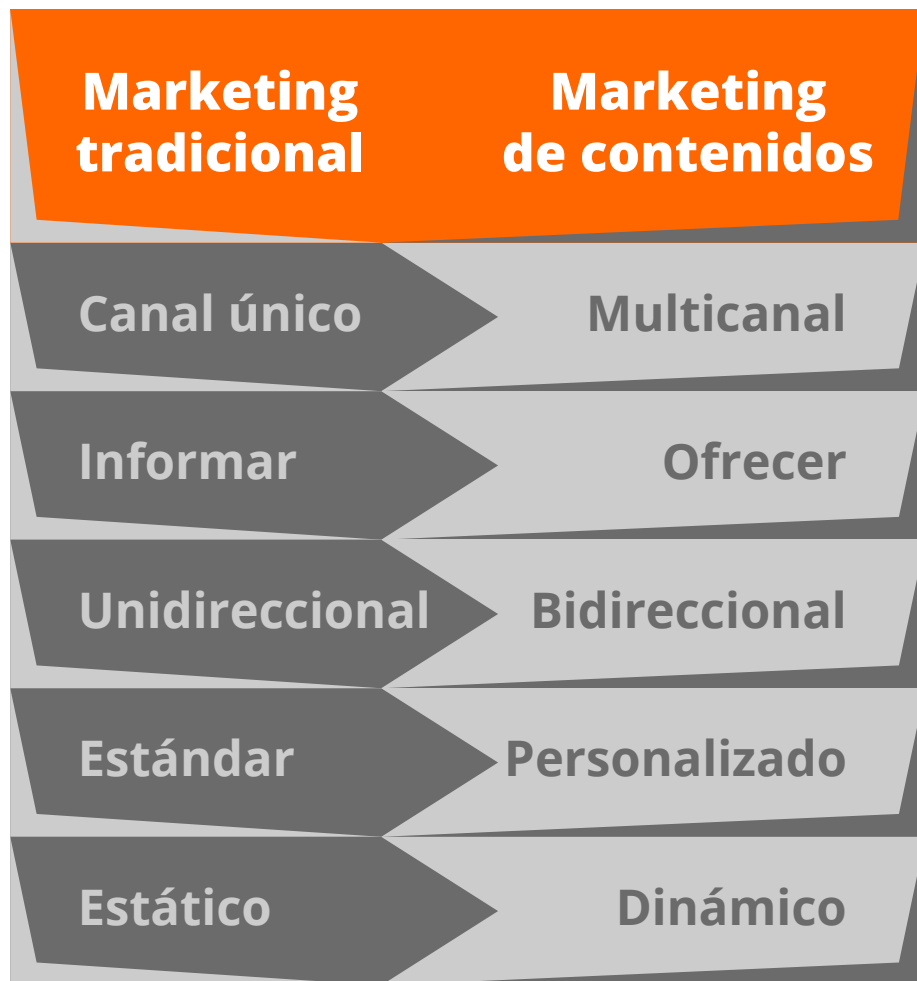 Marketing
tradicional
Marketing
de contenidos
Canal único
Multicanal
Informar
Ofrecer
Unidireccional
Bidireccional
Estándar
Personalizado
Estático
Dinámico